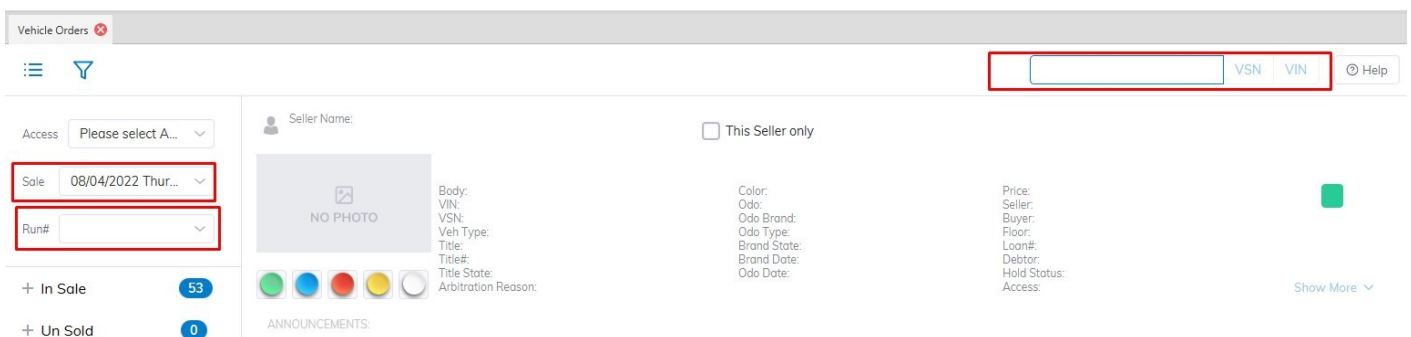 Vehicle Orders
VSN VIN Help
Access Please select A...
Sale 08/04/2022 Thur...
Run#
+ In Sale 53
+ Un Sold 0
Seller Name:
This Seller only
NO PHOTO
Body:
VIN:
VSN:
Veh Type:
Title:
Title#:
Title State:
Arbitration Reason:
Color:
Odo:
Odo Brand:
Odo Type:
Brand State:
Brand Date:
Odo Date:
Price:
Seller:
Buyer:
Floor:
Loan#:
Debtor:
Hold Status:
Access:
Show More
ANNOUNCEMENTS: